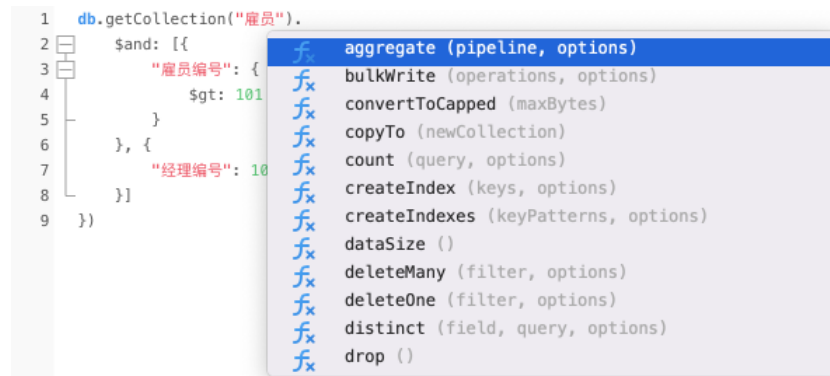 1 db.getCollection("雇员").
2 $and: [{
3 "雇员编号": {
4 $gt: 101
5 }
6 }, {
7 "经理编号": 10
8 }]
9 })
aggregate (pipeline, options)
bulkWrite (operations, options)
convertToCapped (maxBytes)
copyTo (newCollection)
count (query, options)
createIndex (keys, options)
createIndexes (keyPatterns, options)
dataSize ()
deleteMany (filter, options)
deleteOne (filter, options)
distinct (field, query, options)
drop ()